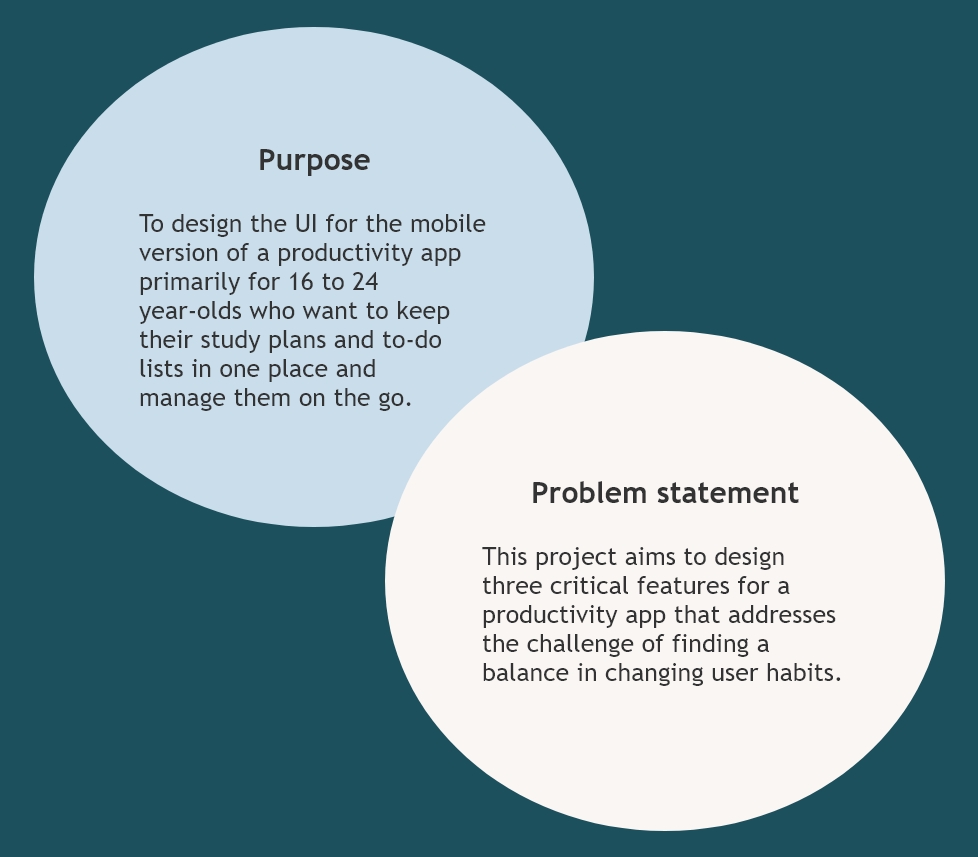 Purpose
To design the UI for the mobile
version of a productivity app
primarily for 16 to 24
year-olds who want to keep
their study plans and to-do
lists in one place and
manage them on the go.
Problem statement
This project aims to design
three critical features for a
productivity app that addresses
the challenge of finding a
balance in changing user habits.